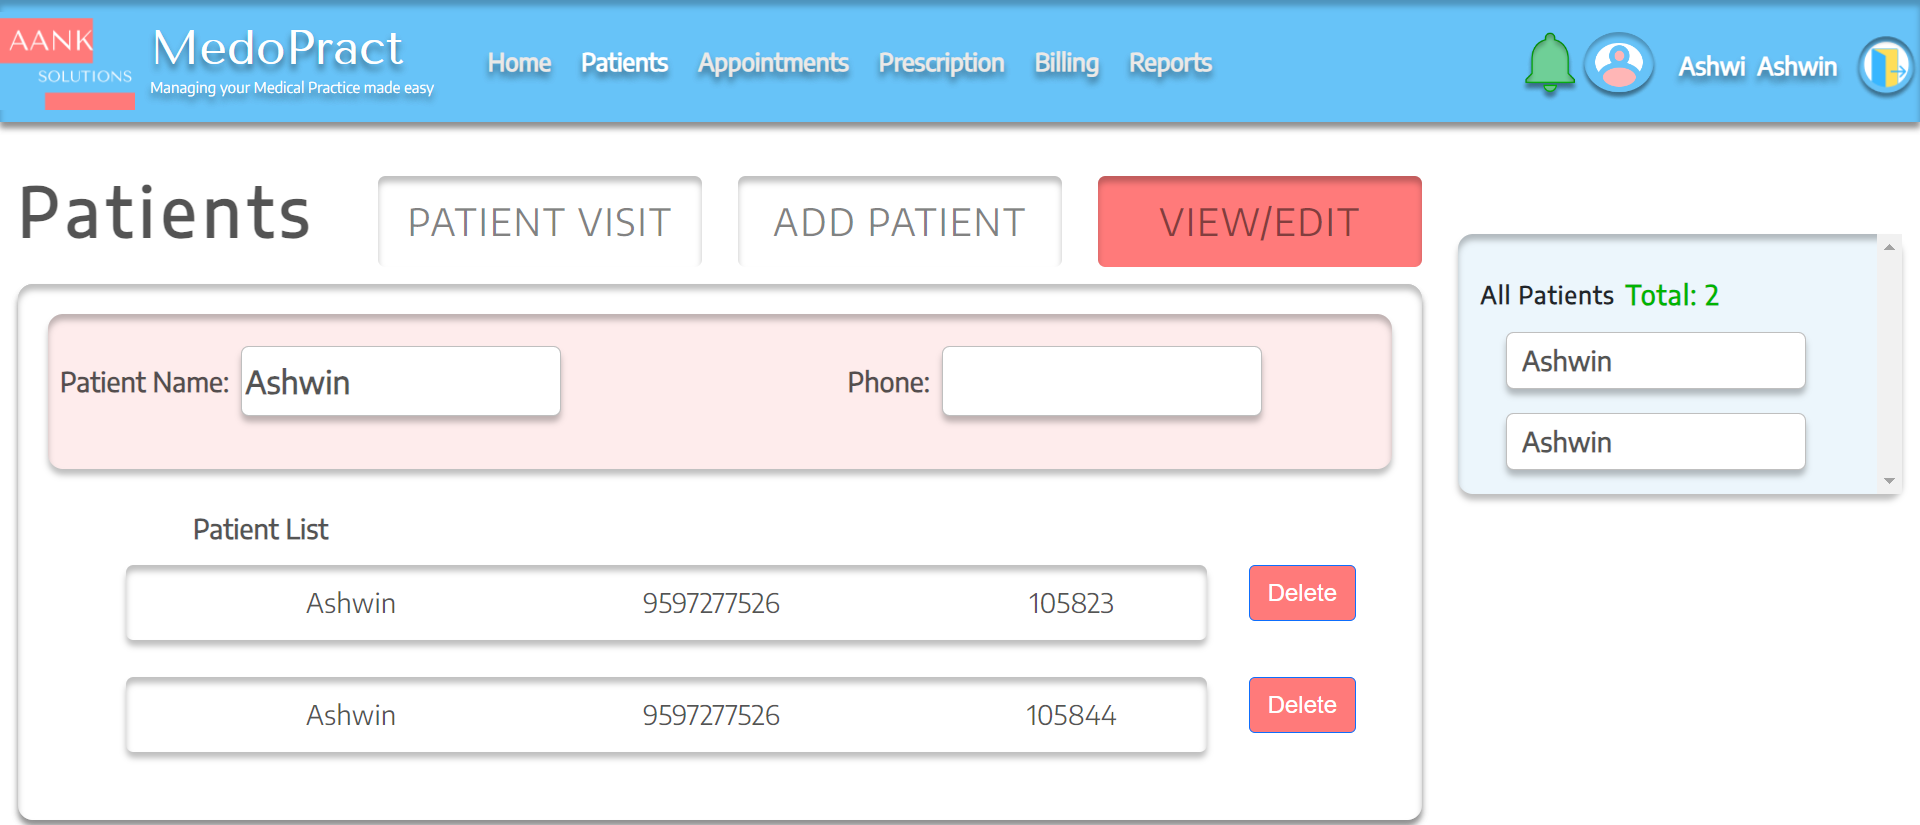 AANK
SOLUTIONS
MedoPract
Managing your Medical Practice made easy
Home Patients Appointments Prescription Billing Reports
Ashwi Ashwin
Patients
PATIENT VISIT ADD PATIENT VIEW/EDIT
Patient Name: Ashwin Phone:
Patient List
Ashwin 9597277526 105823 Delete
Ashwin 9597277526 105844 Delete
All Patients Total: 2
Ashwin
Ashwin